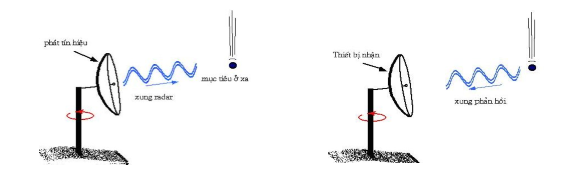 phát tín hiệu
mục tiêu ở xa
xung radar
Thiết bị nhận
xung phản hồi